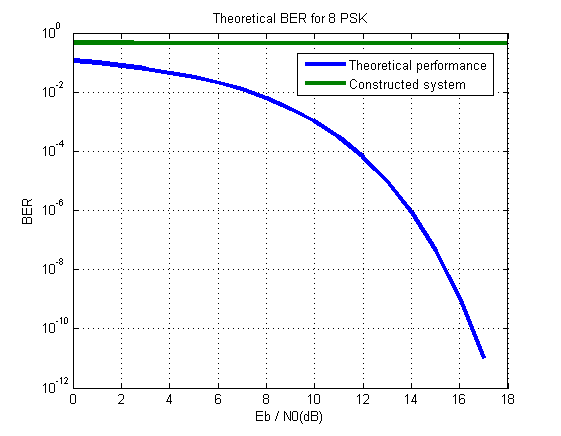 Theoretical BER for 8 PSK
10^0
10^-2
10^-4
10^-6
10^-8
10^-10
10^-12
BER
Theoretical performance
Constructed system
0 2 4 6 8 10 12 14 16 18
Eb / N0(dB)